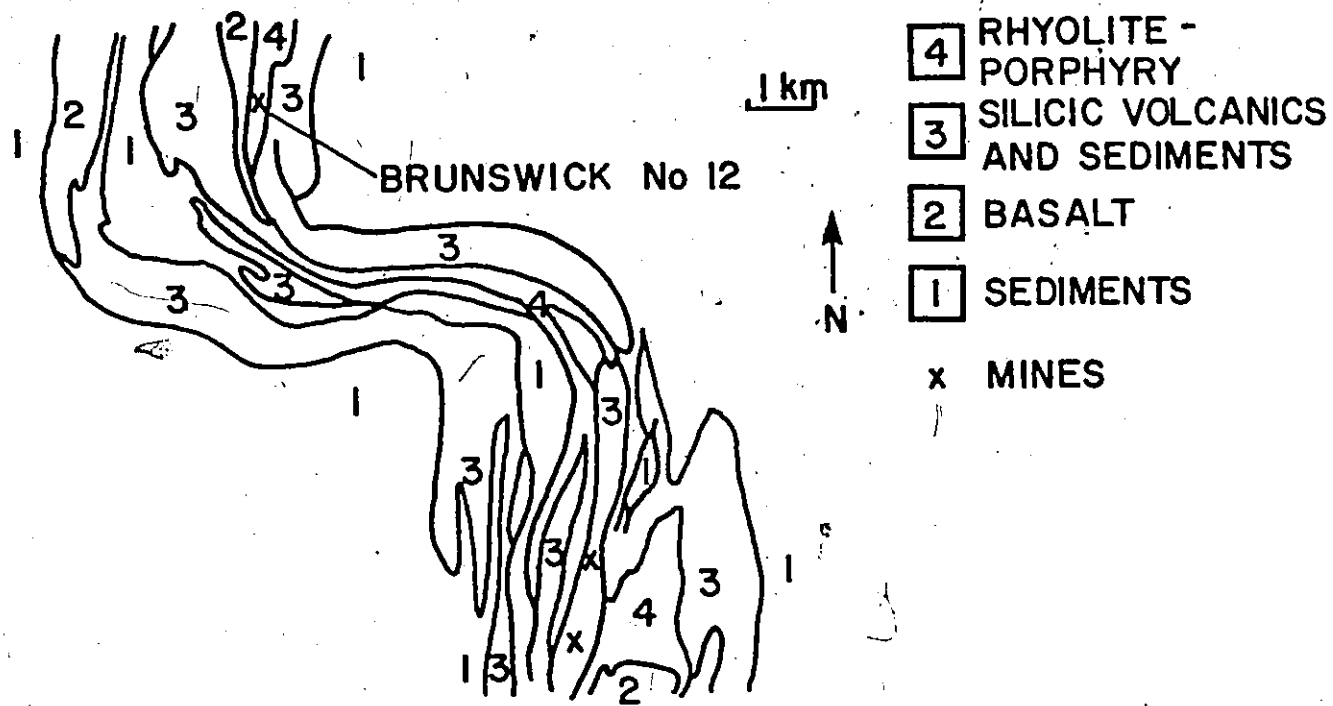 2
4
1
3
2
3
1
1
x
BRUNSWICK No 12
3
3
3
4
1
1
3
3
1
3
x
3
1
4
x
1
3
2
1 km
N
4 RHYOLITE -
PORPHYRY
3 SILICIC VOLCANICS
AND SEDIMENTS
2 BASALT
1 SEDIMENTS
x MINES